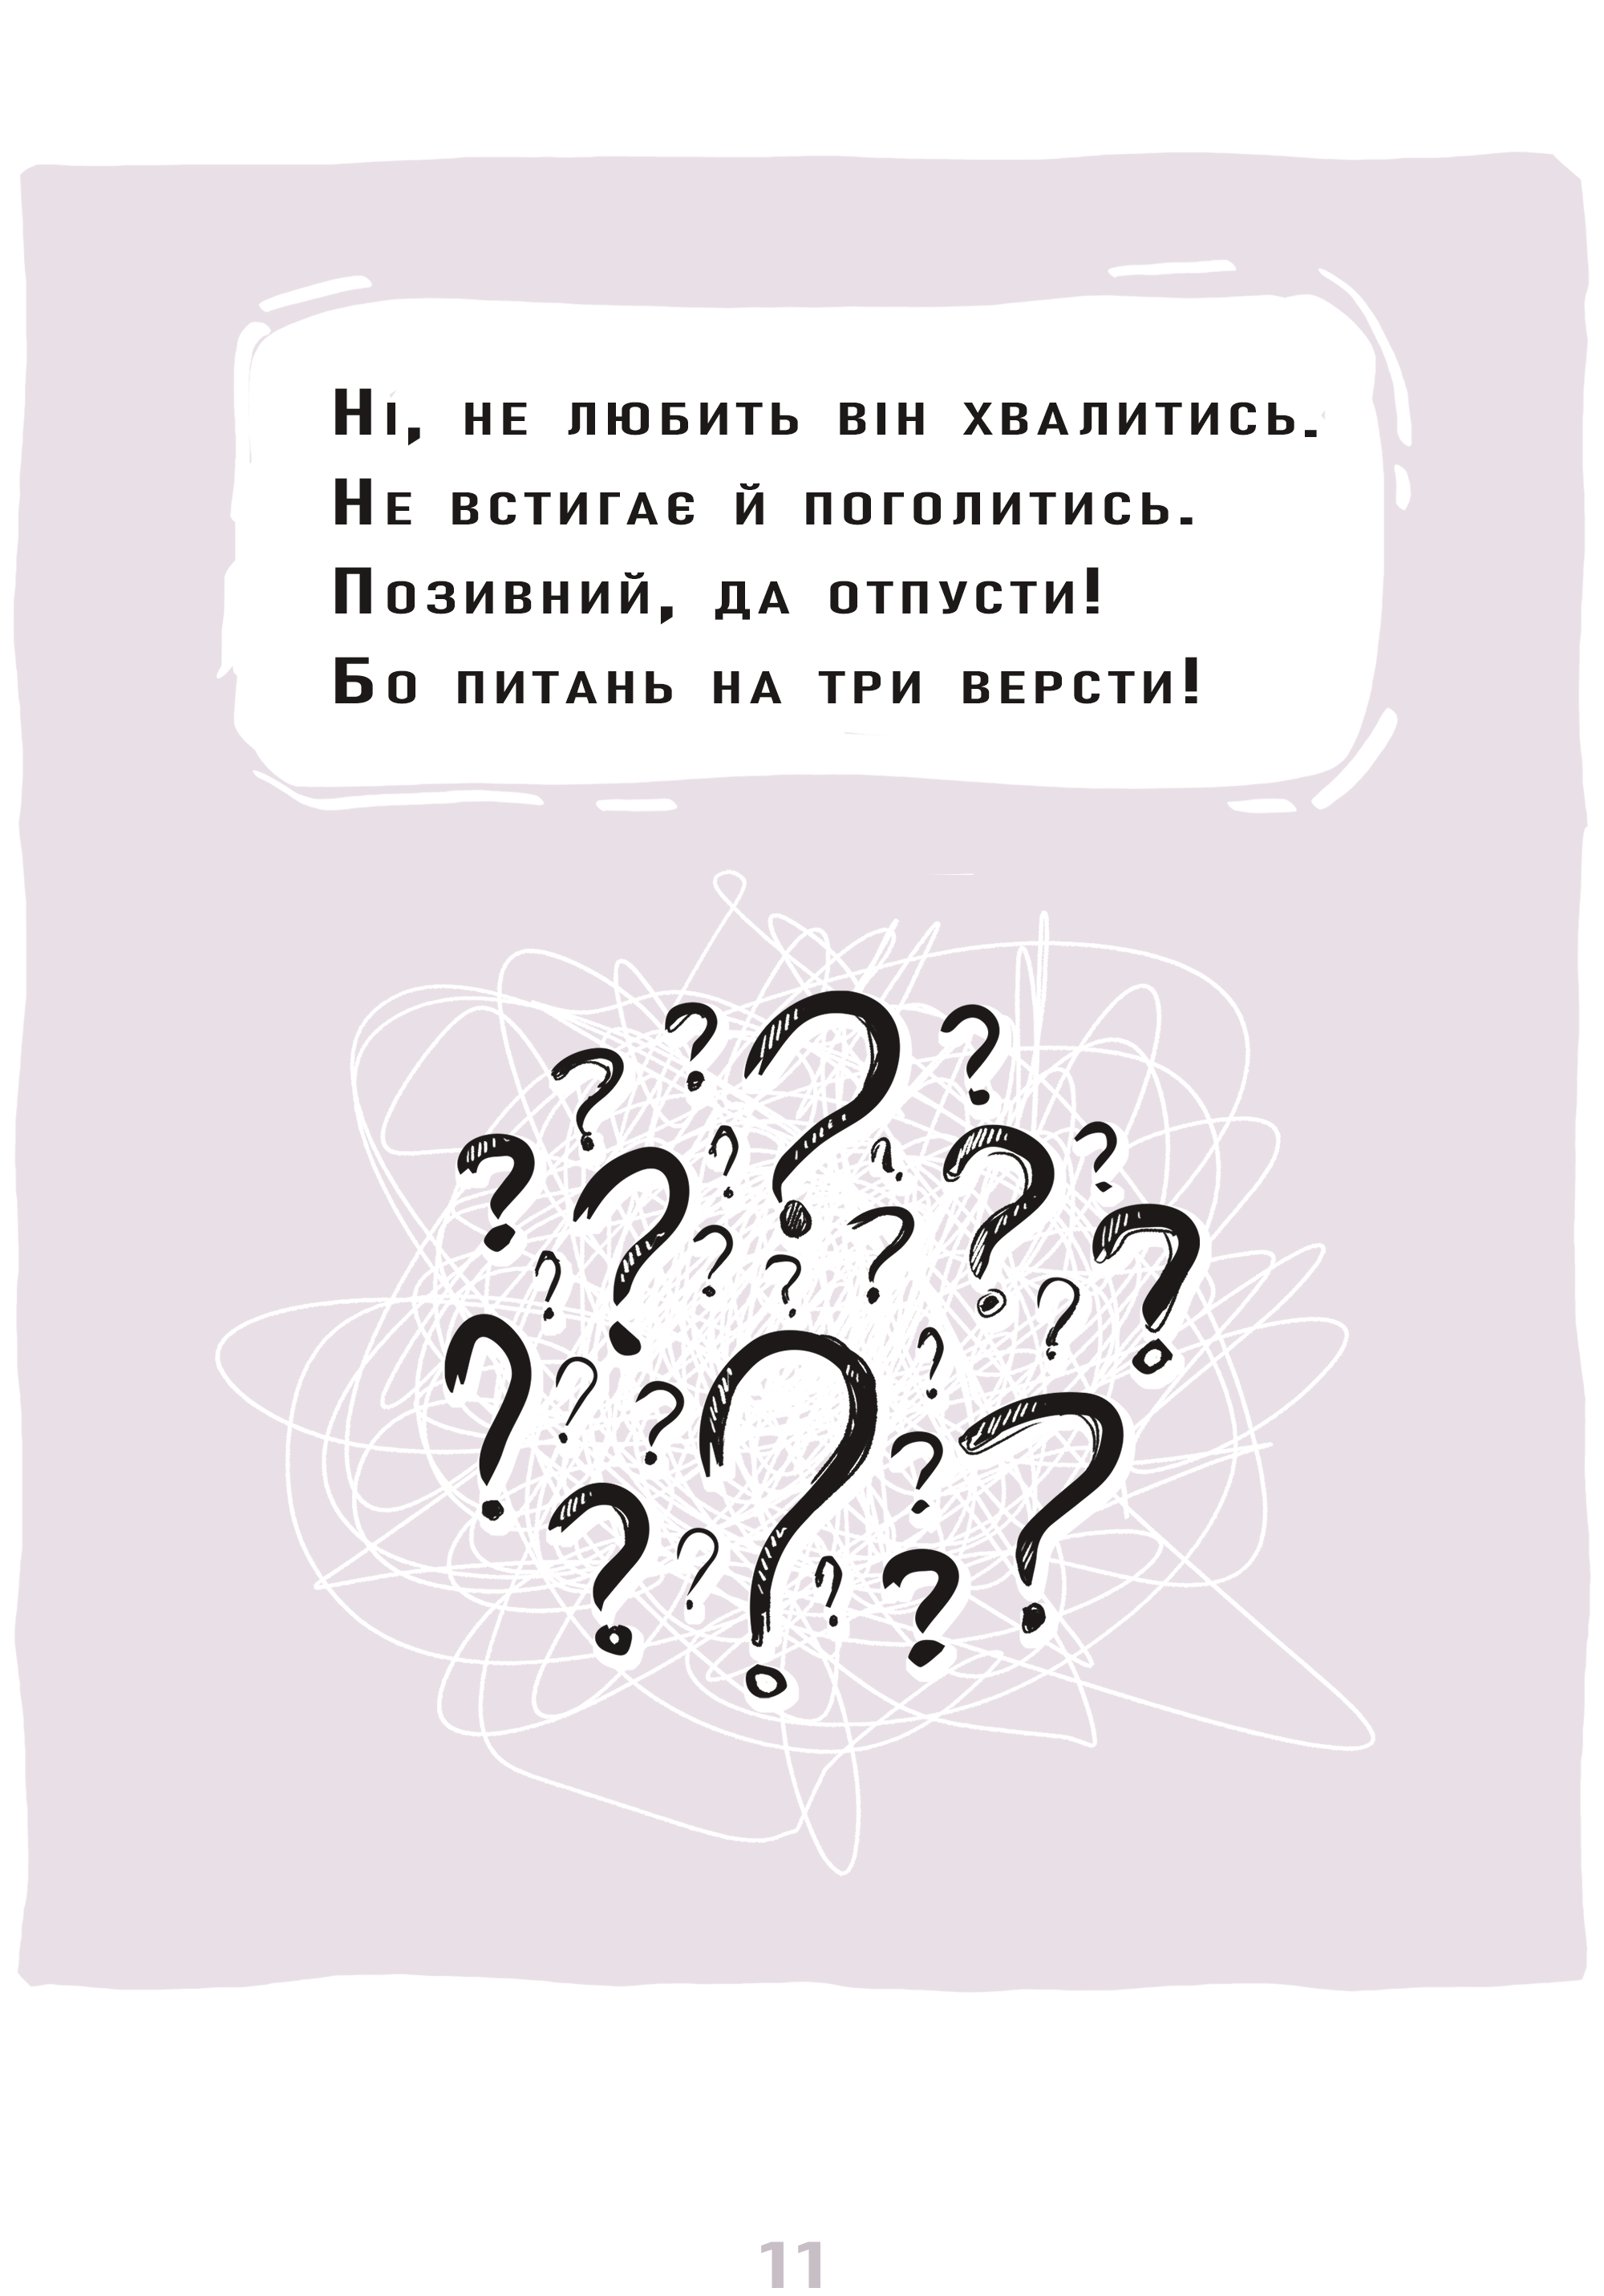 Ні, не любить він хвалитись.
Не встигає й поголитись.
Позивний, да отпусти!
Бо питань на три версти!
11